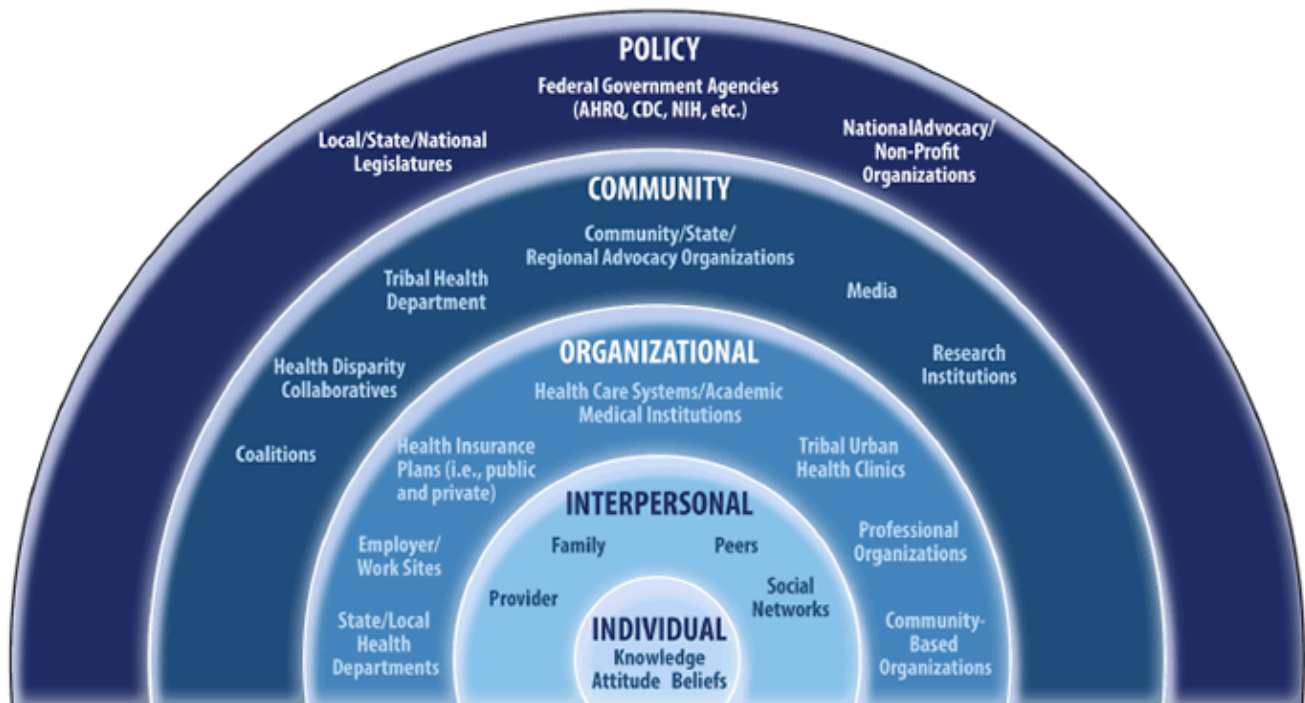 POLICY
Federal Government Agencies
(AHRQ, CDC, NIH, etc.)
Local/State/National
Legislatures
NationalAdvocacy/
Non-Profit
Organizations
COMMUNITY
Community/State/
Regional Advocacy Organizations
Tribal Health
Department
Media
Health Disparity
Collaboratives
Research
Institutions
Coalitions
ORGANIZATIONAL
Health Care Systems/Academic
Medical Institutions
Health Insurance
Plans (i.e., public
and private)
Tribal Urban
Health Clinics
Employer/
Work Sites
Professional
Organizations
State/Local
Health
Departments
Community-
Based
Organizations
INTERPERSONAL
Family
Peers
Provider
Social
Networks
INDIVIDUAL
Knowledge
Attitude Beliefs